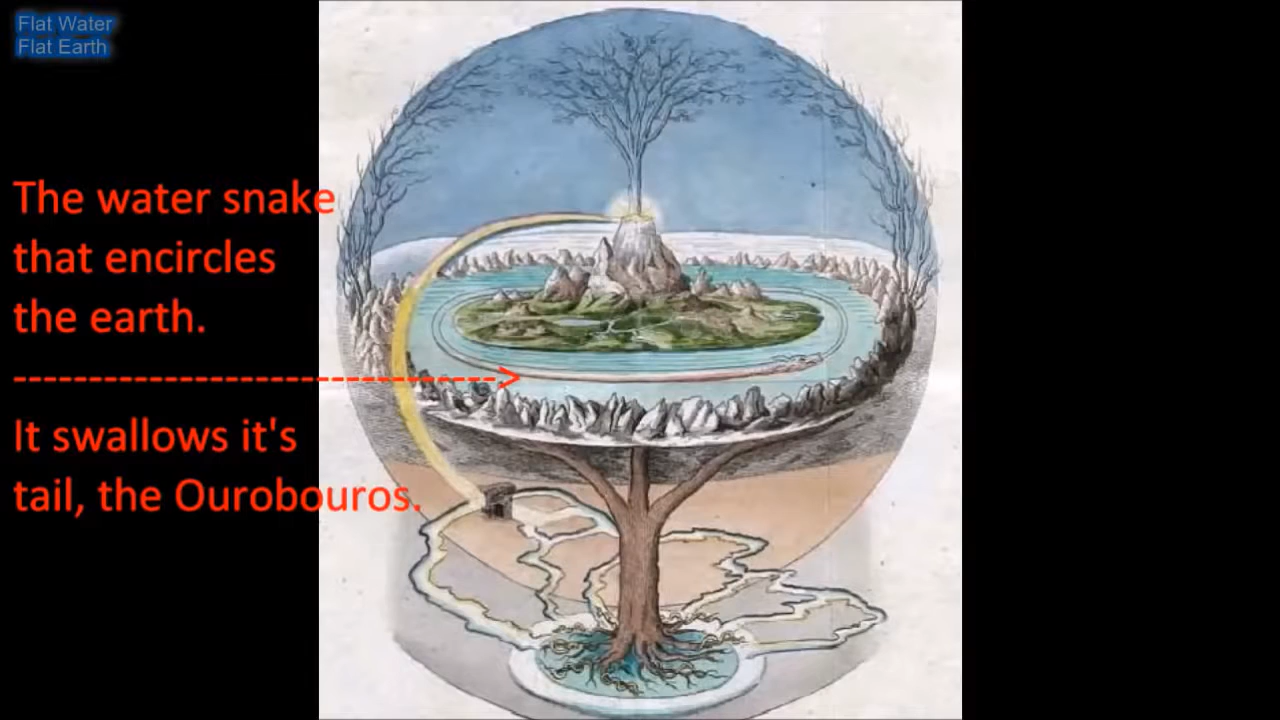 Flat Water
Flat Earth
The water snake
that encircles
the earth.
-------------------------------->
It swallows it's
tail, the Ourobouros.